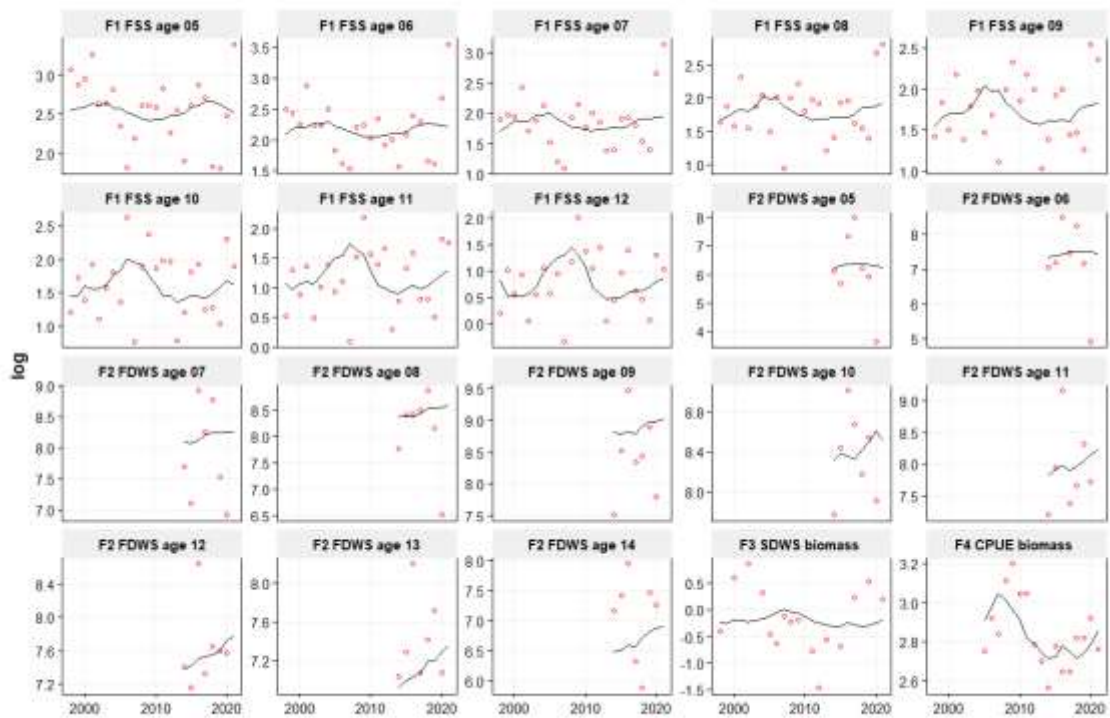 F1 FSS age 05 F1 FSS age 06 F1 FSS age 07 F1 FSS age 08 F1 FSS age 09
3.0 3.5 3.0 2.5 2.5
2.5 3.0 2.5 2.0 2.0
2.0 2.5 2.0 1.5 1.5
2.0 1.5 1.0 1.0
1.5 1.0
F1 FSS age 10 F1 FSS age 11 F1 FSS age 12 F2 FDWS age 05 F2 FDWS age 06
2.5 2.0 2.0 8 8
2.0 1.5 1.5 7 7
1.5 1.0 1.0 6 6
1.0 0.5 0.5 5 5
0.0 0.0 4
log
F2 FDWS age 07 F2 FDWS age 08 F2 FDWS age 09 F2 FDWS age 10 F2 FDWS age 11
9.0 8.5 9.5 8.8 9.0
8.5 8.0 9.0 8.4 8.5
8.0 7.5 8.5 8.0 8.0
7.5 7.0 8.0 7.5
7.0 6.5 7.5
F2 FDWS age 12 F2 FDWS age 13 F2 FDWS age 14 F3 SDWS biomass F4 CPUE biomass
8.4 8.0 8.0 0.5 3.2
8.0 7.6 7.5 0.0 3.0
7.6 7.2 7.0 -0.5 2.8
7.2 6.5 -1.0 2.6
6.0 -1.5
2000 2010 2020 2000 2010 2020 2000 2010 2020 2000 2010 2020 2000 2010 2020